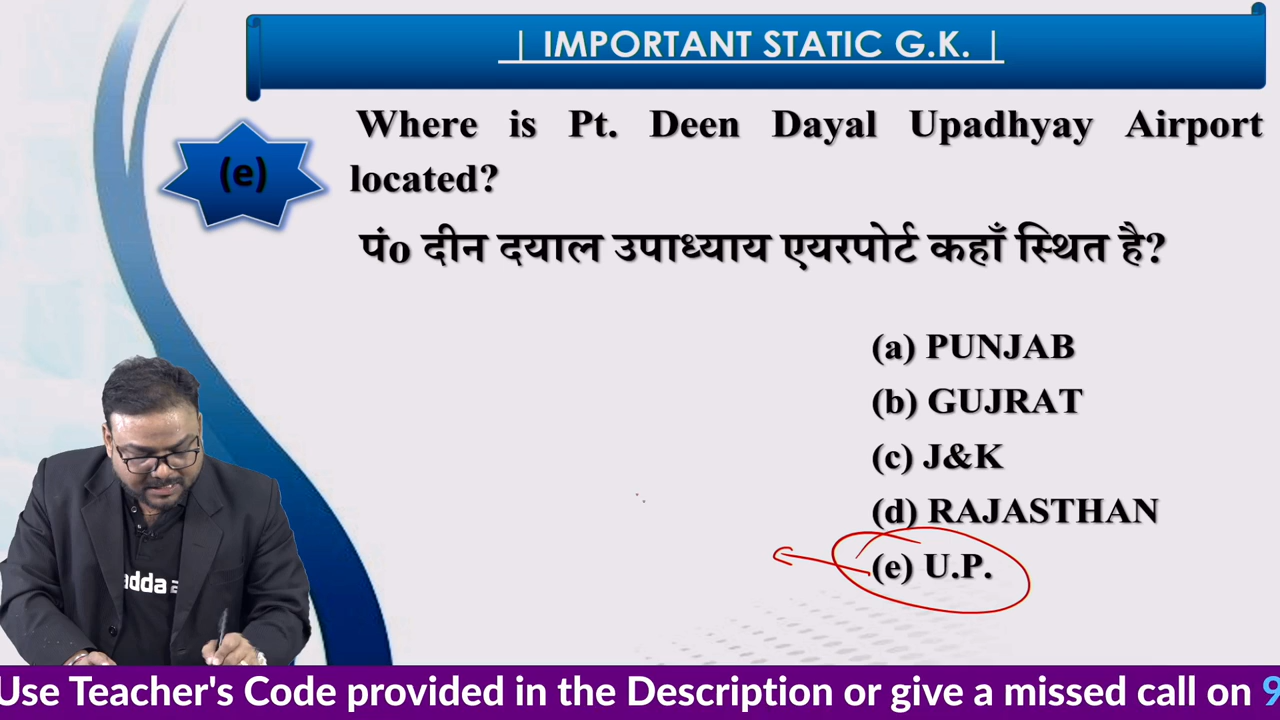 | IMPORTANT STATIC G.K. |
(e)
Where is Pt. Deen Dayal Upadhyay Airport
located?
पं० दीन दयाल उपाध्याय एयरपोर्ट कहाँ स्थित है?
(a) PUNJAB
(b) GUJRAT
(c) J&K
(d) RAJASTHAN
(e) U.P.
adda
Use Teacher's Code provided in the Description or give a missed call on 9